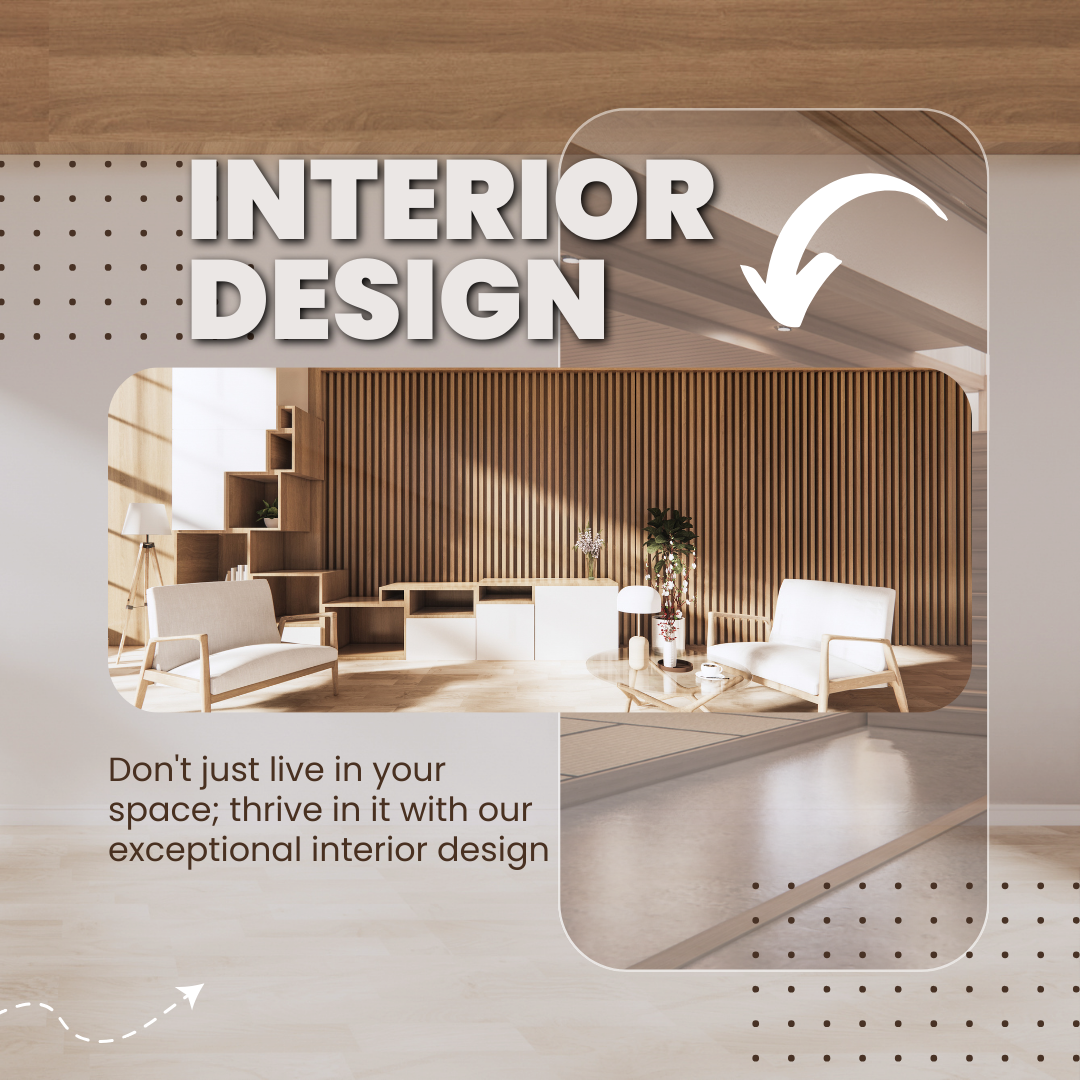 INTERIOR
DESIGN
Don't just live in your
space; thrive in it with our
exceptional interior design